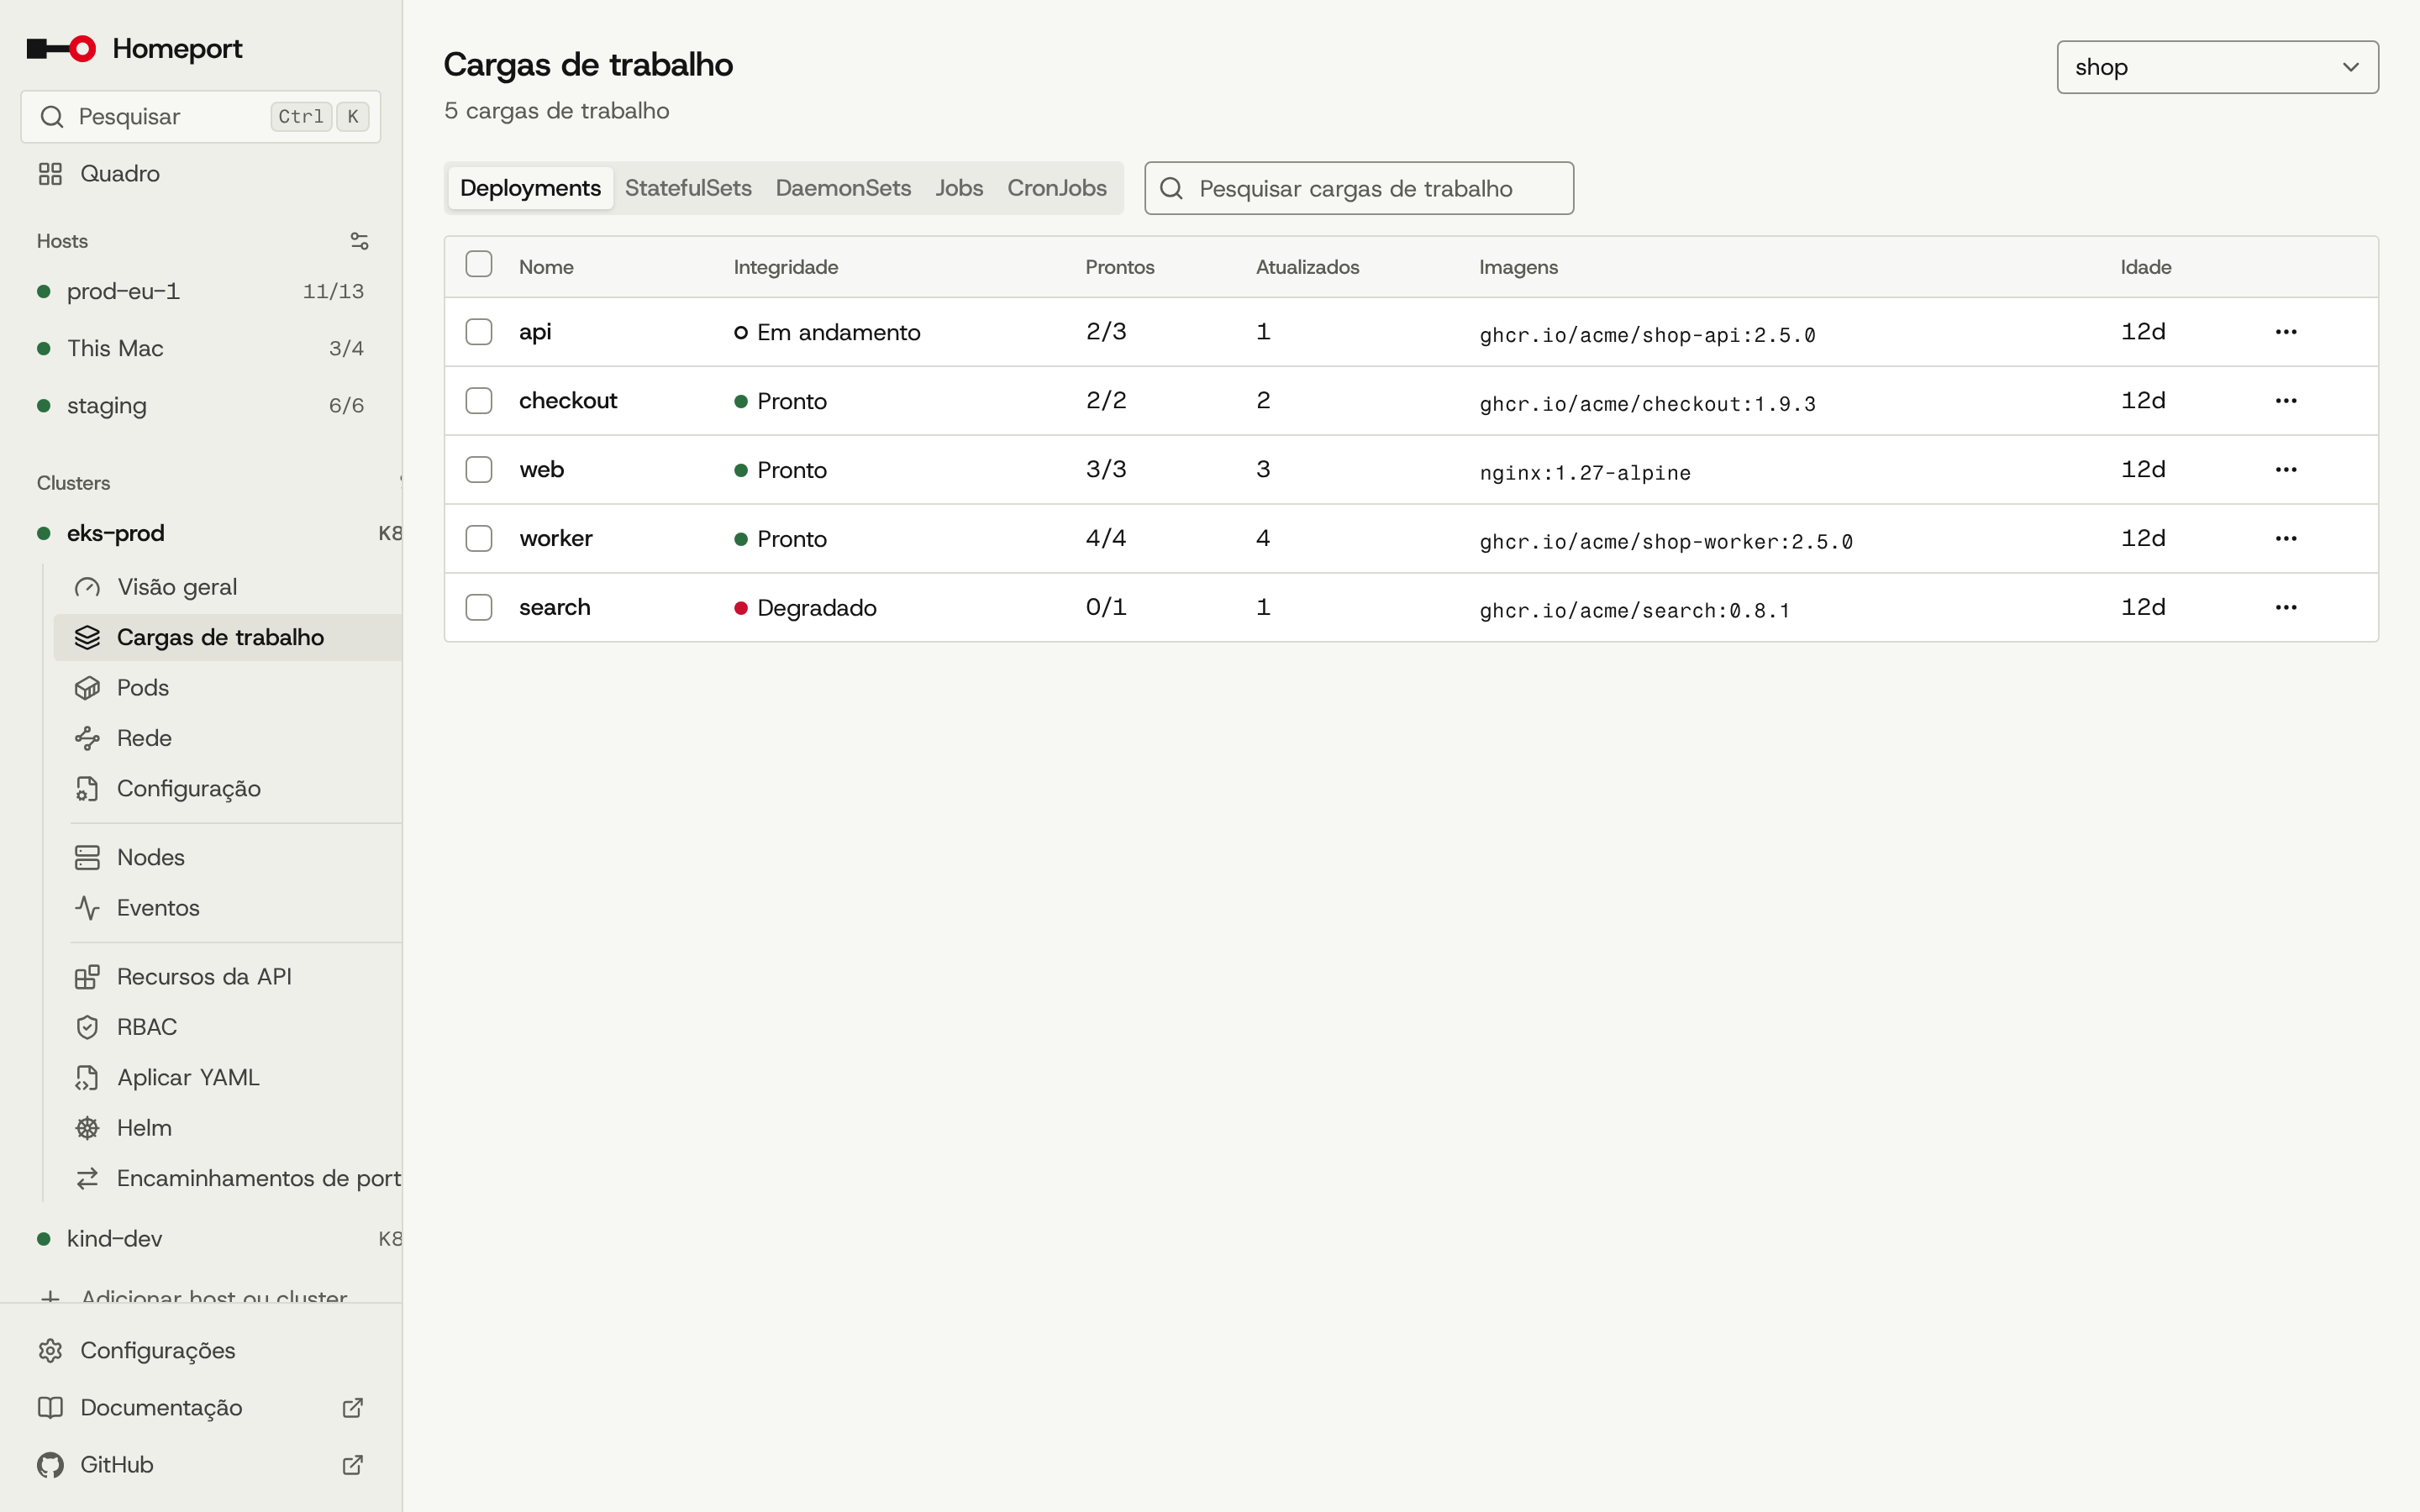 Homeport
Pesquisar Ctrl K
Quadro
Hosts
prod-eu-1 11/13
This Mac 3/4
staging 6/6
Clusters
eks-prod K8
Visão geral
Cargas de trabalho
Pods
Rede
Configuração
Nodes
Eventos
Recursos da API
RBAC
Aplicar YAML
Helm
Encaminhamentos de port
kind-dev K8
Adicionar host ou cluster
Configurações
Documentação
GitHub
Cargas de trabalho
5 cargas de trabalho
shop
Deployments StatefulSets DaemonSets Jobs CronJobs
Pesquisar cargas de trabalho
Nome Integridade Prontos Atualizados Imagens Idade
api Em andamento 2/3 1 ghcr.io/acme/shop-api:2.5.0 12d
checkout Pronto 2/2 2 ghcr.io/acme/checkout:1.9.3 12d
web Pronto 3/3 3 nginx:1.27-alpine 12d
worker Pronto 4/4 4 ghcr.io/acme/shop-worker:2.5.0 12d
search Degradado 0/1 1 ghcr.io/acme/search:0.8.1 12d